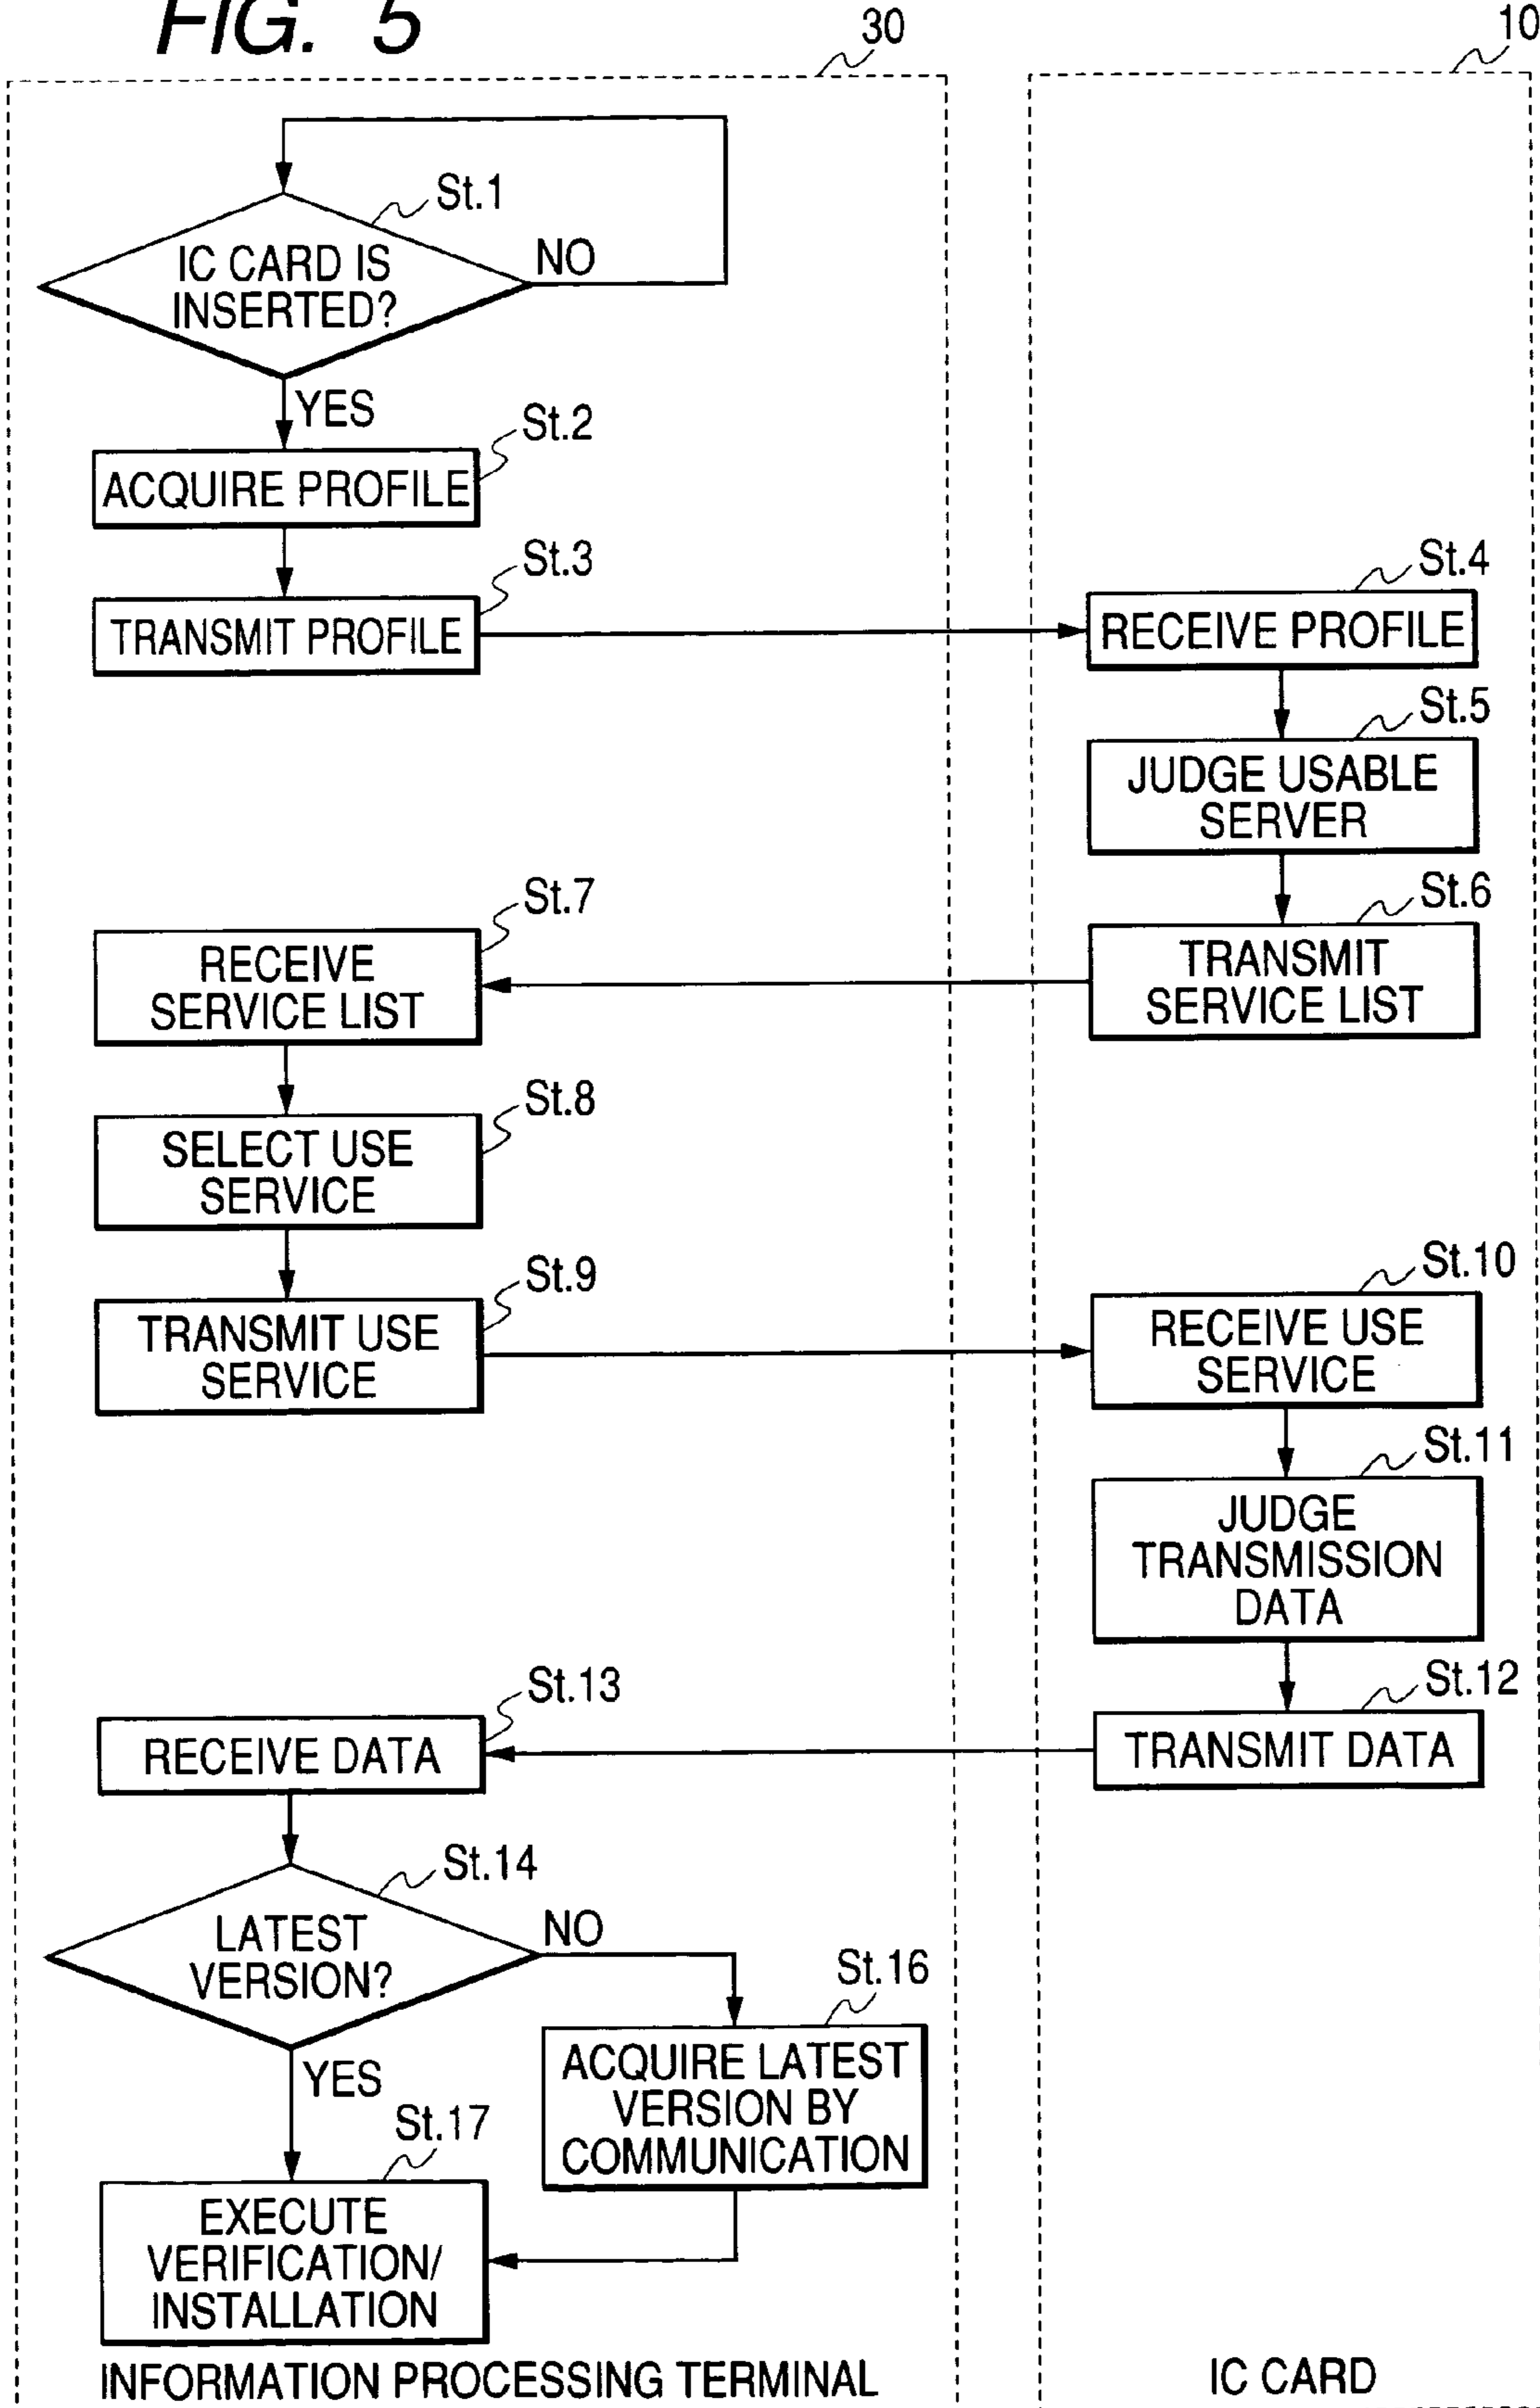 FIG. 5
30
10
St.1
IC CARD IS
INSERTED?
NO
YES
St.2
ACQUIRE PROFILE
St.3
TRANSMIT PROFILE
St.4
RECEIVE PROFILE
St.5
JUDGE USABLE
SERVER
St.6
TRANSMIT
SERVICE LIST
St.7
RECEIVE
SERVICE LIST
St.8
SELECT USE
SERVICE
St.9
TRANSMIT USE
SERVICE
St.10
RECEIVE USE
SERVICE
St.11
JUDGE
TRANSMISSION
DATA
St.12
TRANSMIT DATA
St.13
RECEIVE DATA
St.14
LATEST
VERSION?
NO
YES
St.16
ACQUIRE LATEST
VERSION BY
COMMUNICATION
St.17
EXECUTE
VERIFICATION/
INSTALLATION
INFORMATION PROCESSING TERMINAL
IC CARD